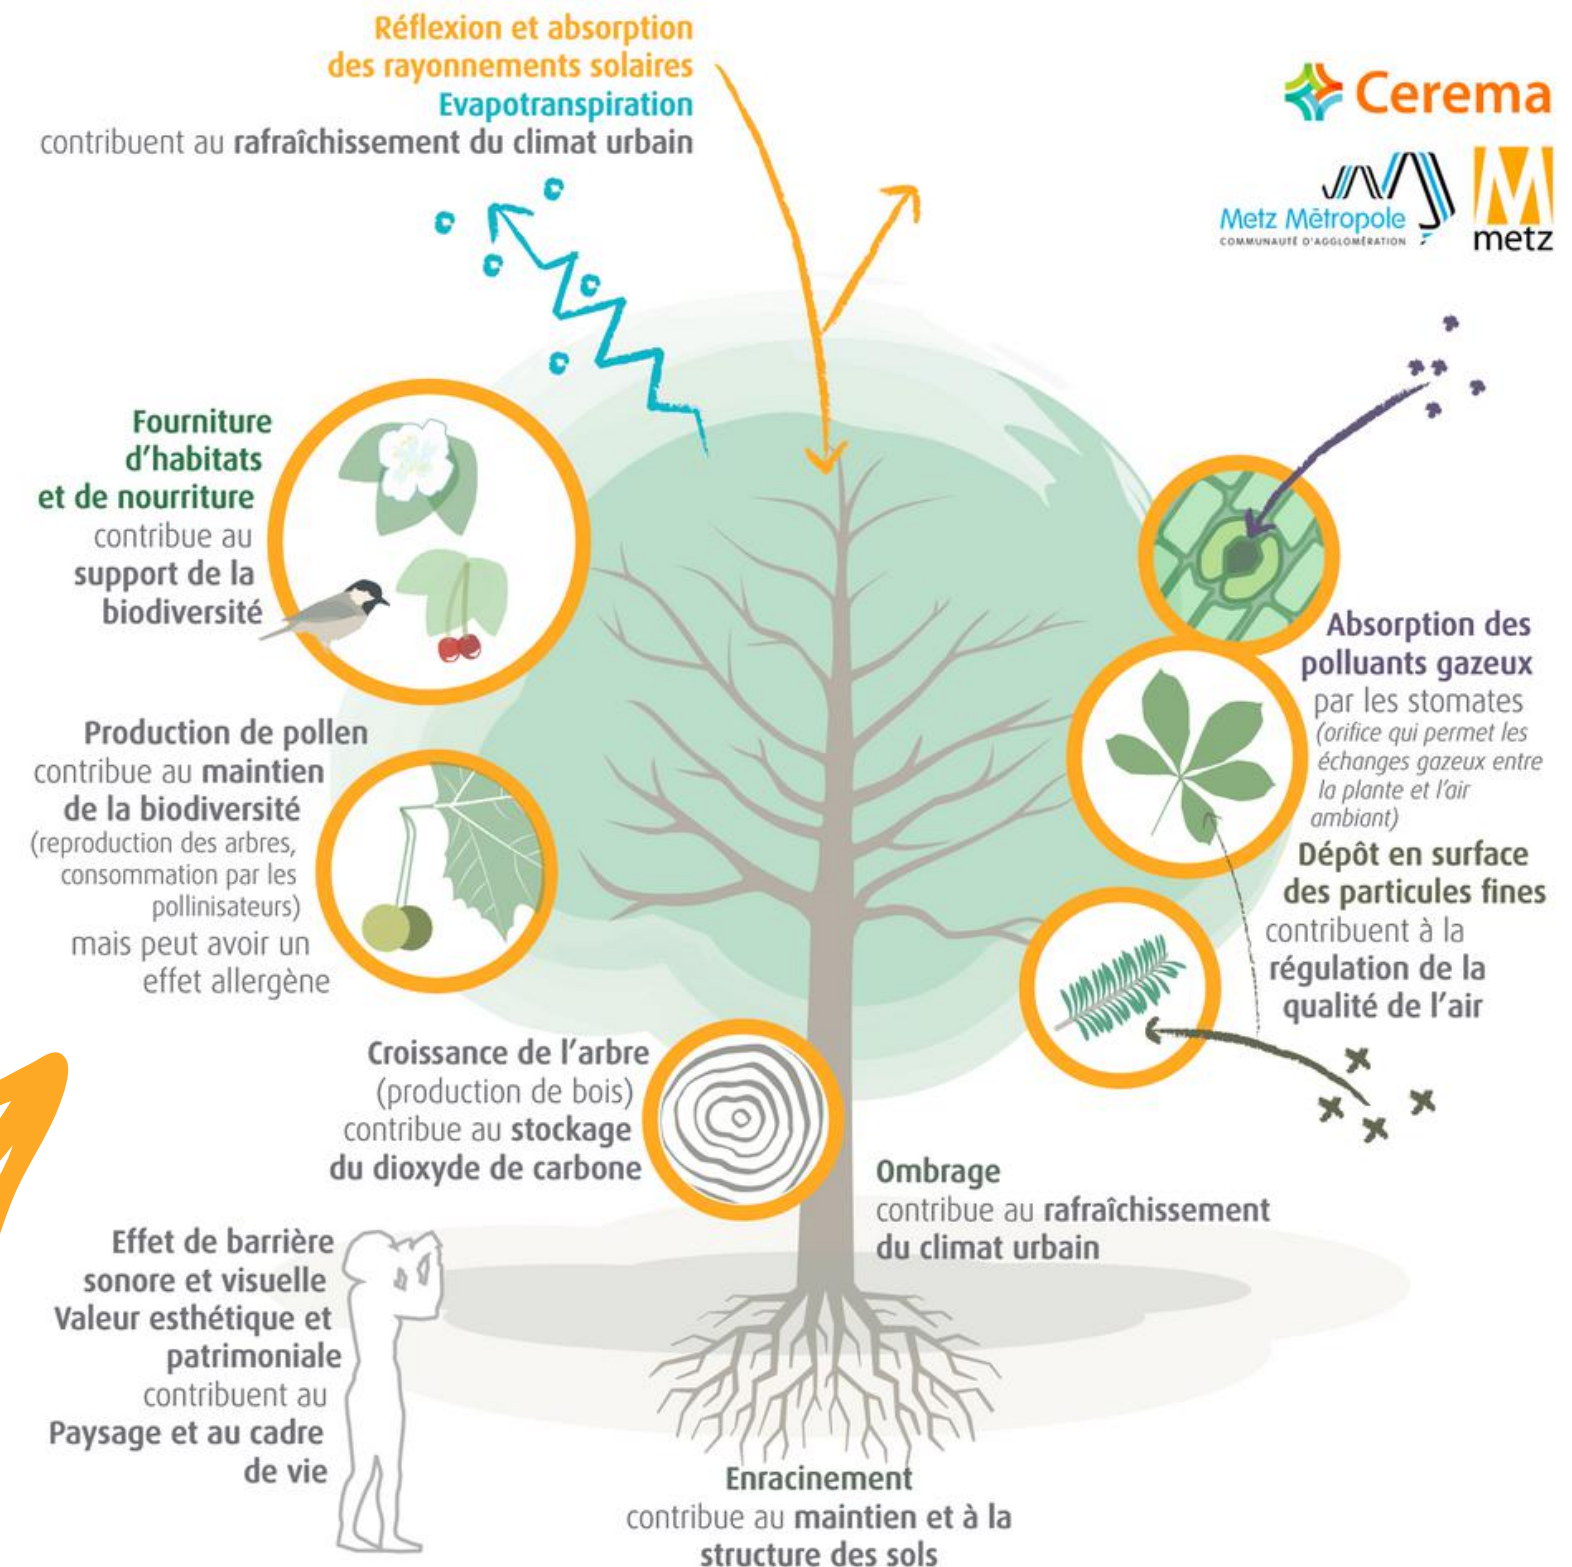 Réflexion et absorption
des rayonnements solaires
Evapotranspiration
contribuent au rafraîchissement du climat urbain
Cerema
Metz Métropole
COMMUNAUTÉ D'AGGLOMÉRATION
metz
Fourniture
d'habitats
et de nourriture
contribue au
support de la
biodiversité
Absorption des
polluants gazeux
par les stomates
(orifice qui permet les
échanges gazeux entre
la plante et l'air
ambiant)
Production de pollen
contribue au maintien
de la biodiversité
(reproduction des arbres,
consommation par les
pollinisateurs)
mais peut avoir un
effet allergène
Dépôt en surface
des particules fines
contribuent à la
régulation de la
qualité de l'air
Croissance de l'arbre
(production de bois)
contribue au stockage
du dioxyde de carbone
Ombrage
contribue au rafraîchissement
du climat urbain
Effet de barrière
sonore et visuelle
Valeur esthétique et
patrimoniale
contribuent au
Paysage et au cadre
de vie
Enracinement
contribue au maintien et à la
structure des sols